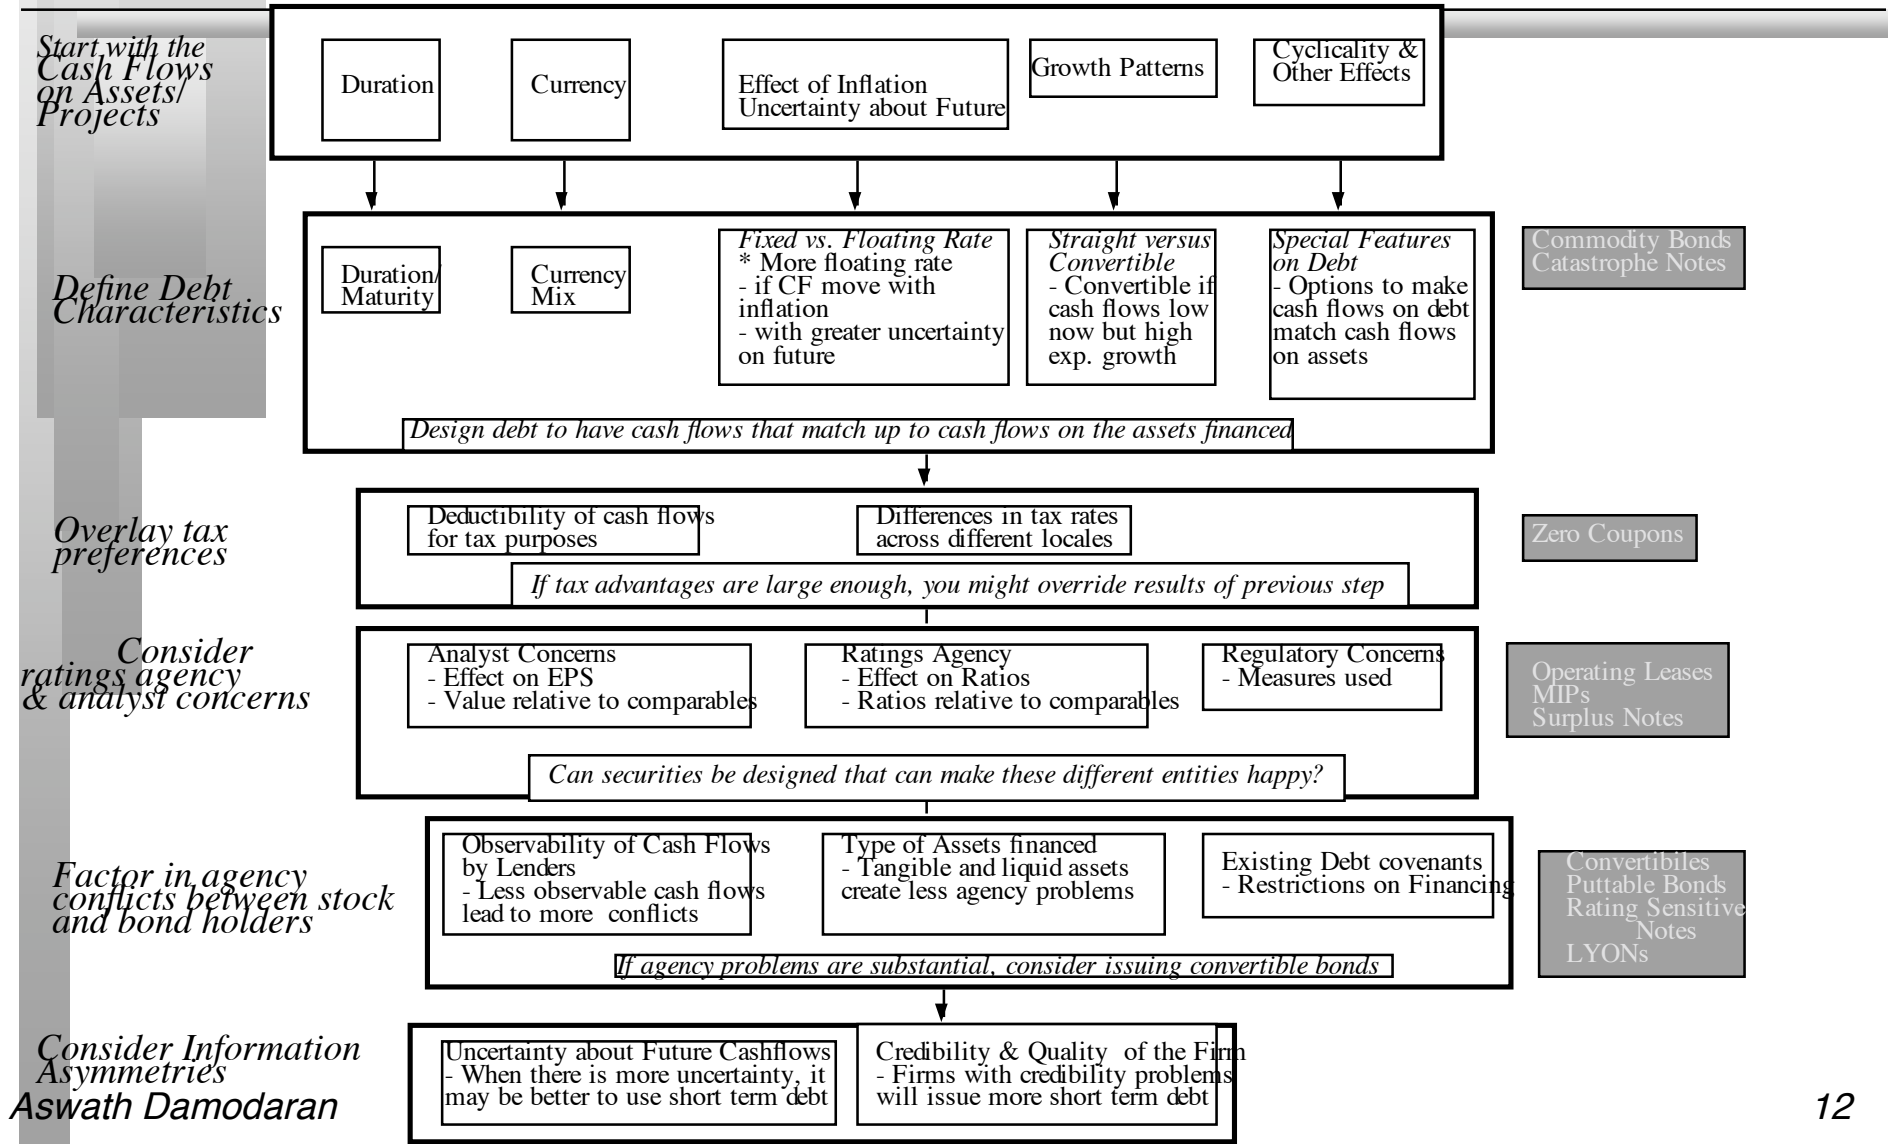 Start with the
Cash Flows
on Assets/
Projects
Duration
Currency
Effect of Inflation
Uncertainty about Future
Growth Patterns
Cyclicality &
Other Effects
Define Debt
Characteristics
Duration/
Maturity
Currency
Mix
Fixed vs. Floating Rate
* More floating rate
- if CF move with
inflation
- with greater uncertainty
on future
Straight versus
Convertible
- Convertible if
cash flows low
now but high
exp. growth
Special Features
on Debt
- Options to make
cash flows on debt
match cash flows
on assets
Commodity Bonds
Catastrophe Notes
Design debt to have cash flows that match up to cash flows on the assets financed
Overlay tax
preferences
Deductibility of cash flows
for tax purposes
Differences in tax rates
across different locales
Zero Coupons
If tax advantages are large enough, you might override results of previous step
Consider
ratings agency
& analyst concerns
Analyst Concerns
- Effect on EPS
- Value relative to comparables
Ratings Agency
- Effect on Ratios
- Ratios relative to comparables
Regulatory Concerns
- Measures used
Operating Leases
MIPs
Surplus Notes
Can securities be designed that can make these different entities happy?
Factor in agency
conflicts between stock
and bond holders
Observability of Cash Flows
by Lenders
- Less observable cash flows
lead to more conflicts
Type of Assets financed
- Tangible and liquid assets
create less agency problems
Existing Debt covenants
- Restrictions on Financing
Convertibiles
Puttable Bonds
Rating Sensitive
Notes
LYONs
If agency problems are substantial, consider issuing convertible bonds
Consider Information
Asymmetries
Uncertainty about Future Cashflows
- When there is more uncertainty, it
may be better to use short term debt
Credibility & Quality of the Firm
- Firms with credibility problems
will issue more short term debt
Aswath Damodaran
12